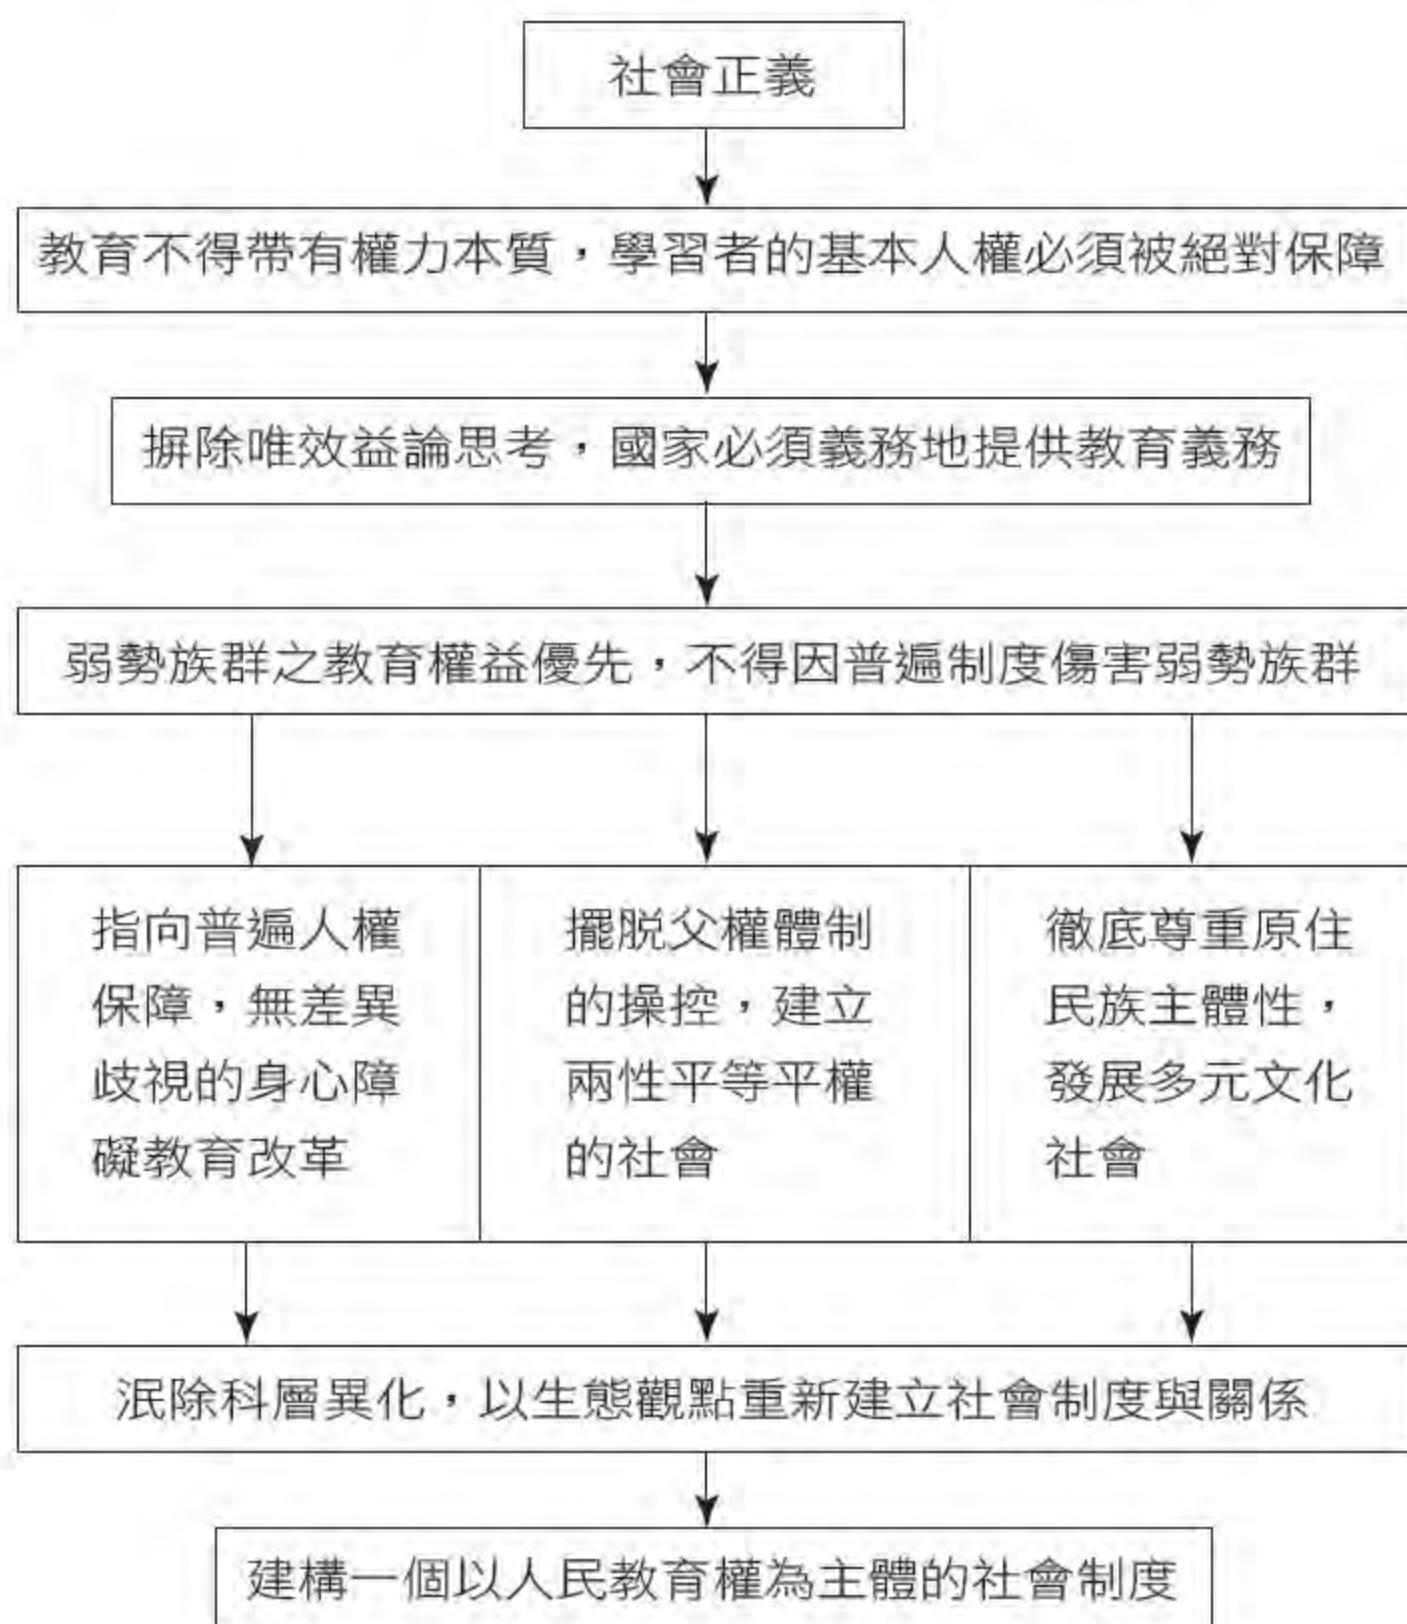 社會正義
教育不得帶有權力本質，學習者的基本人權必須被絕對保障
摒除唯效益論思考，國家必須義務地提供教育義務
弱勢族群之教育權益優先，不得因普遍制度傷害弱勢族群
指向普遍人權
保障，無差異
歧視的身心障
礙教育改革
擺脫父權體制
的操控，建立
兩性平等平權
的社會
徹底尊重原住
民族主體性，
發展多元文化
社會
泯除科層異化，以生態觀點重新建立社會制度與關係
建構一個以人民教育權為主體的社會制度